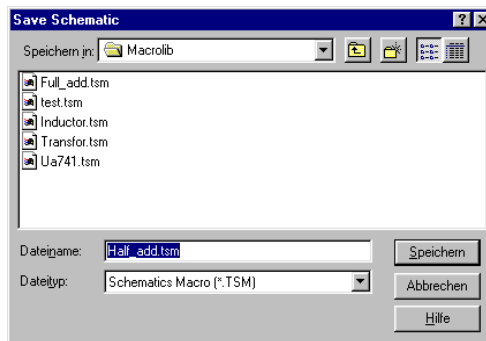 Save Schematic
Speichern in: Macrolib
Full_add.tsm
test.tsm
Inductor.tsm
Transfor.tsm
Ua741.tsm
Dateiname: Half_add.tsm Speichern
Dateityp: Schematics Macro (*.TSM) Abbrechen
Hilfe